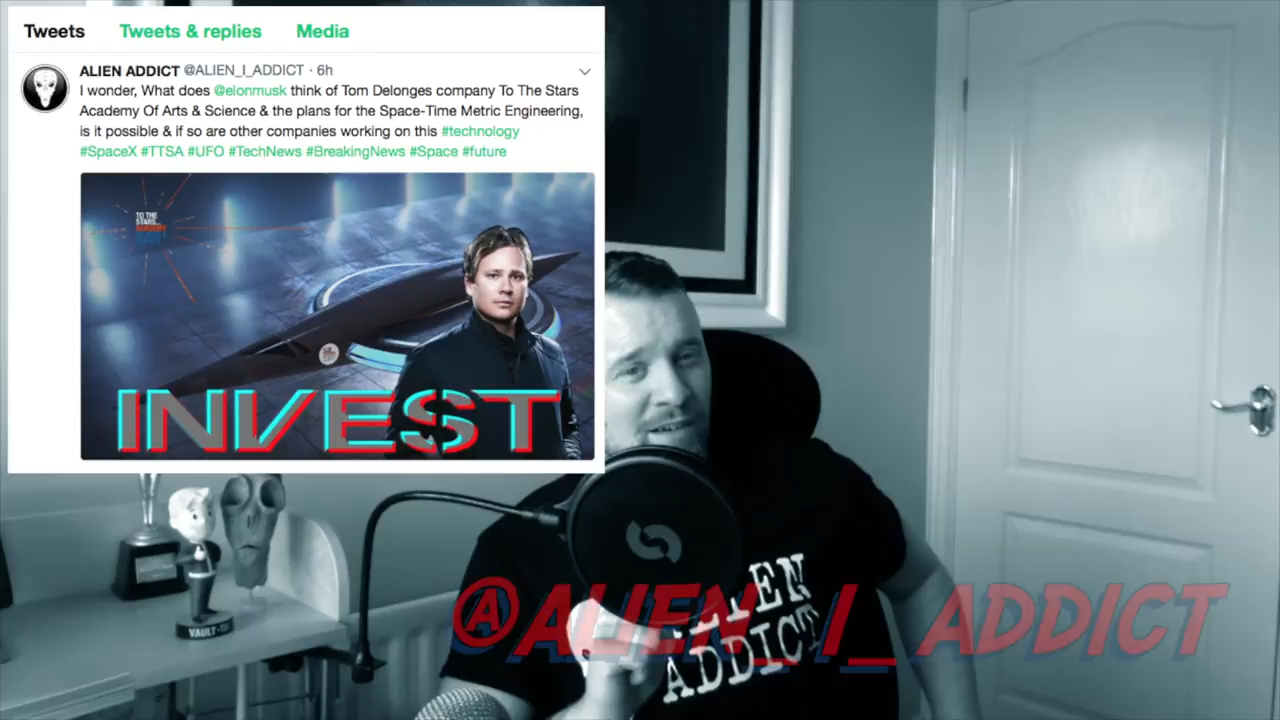 Tweets Tweets & replies Media
ALIEN ADDICT @ALIEN_I_ADDICT · 6h
I wonder, What does @elonmusk think of Tom Delonges company To The Stars
Academy Of Arts & Science & the plans for the Space-Time Metric Engineering,
is it possible & if so are other companies working on this #technology
#SpaceX #TTSA #UFO #TechNews #BreakingNews #Space #future
TO THE
STARS
ACADEMY
INVEST
VAULT-TEC
ALIEN
ADDICT
@ALIEN_I_ADDICT